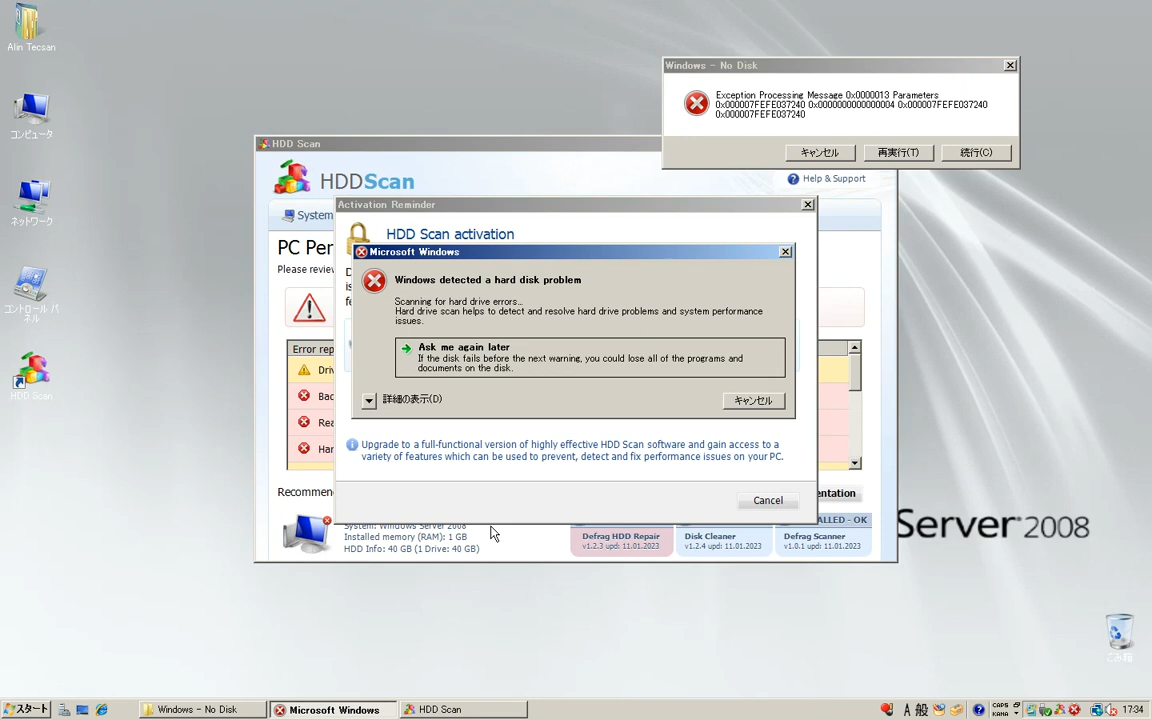 Alin Tecsan
コンピュータ
ネットワーク
コントロール パ
ネル
HDD Scan
Windows - No Disk
Exception Processing Message 0x0000013 Parameters
0x000007FEFE037240 0x0000000000000004 0x000007FEFE037240
0x000007FEFE037240
キャンセル
再実行(T)
続行(C)
HDD Scan
HDDScan
Help & Support
System
PC Per
Please review
Activation Reminder
HDD Scan activation
Microsoft Windows
Windows detected a hard disk problem
Scanning for hard drive errors...
Hard drive scan helps to detect and resolve hard drive problems and system performance
issues.
Ask me again later
If the disk fails before the next warning, you could lose all of the programs and
documents on the disk.
詳細の表示(D)
キャンセル
Error rep
Driv
Bac
Rea
Har
Upgrade to a full-functional version of highly effective HDD Scan software and gain access to a
variety of features which can be used to prevent, detect and fix performance issues on your PC.
Cancel
Recommen
entation
System: Windows Server 2008
Installed memory (RAM): 1 GB
HDD Info: 40 GB (1 Drive: 40 GB)
ALLED - OK
Defrag HDD Repair
v1.2.3 upd: 11.01.2023
Disk Cleaner
v1.2.4 upd: 11.01.2023
Defrag Scanner
v1.0.1 upd: 11.01.2023
Server 2008
ごみ箱
スタート
Windows - No Disk
Microsoft Windows
HDD Scan
A 般
CAPS
KANA
17:34